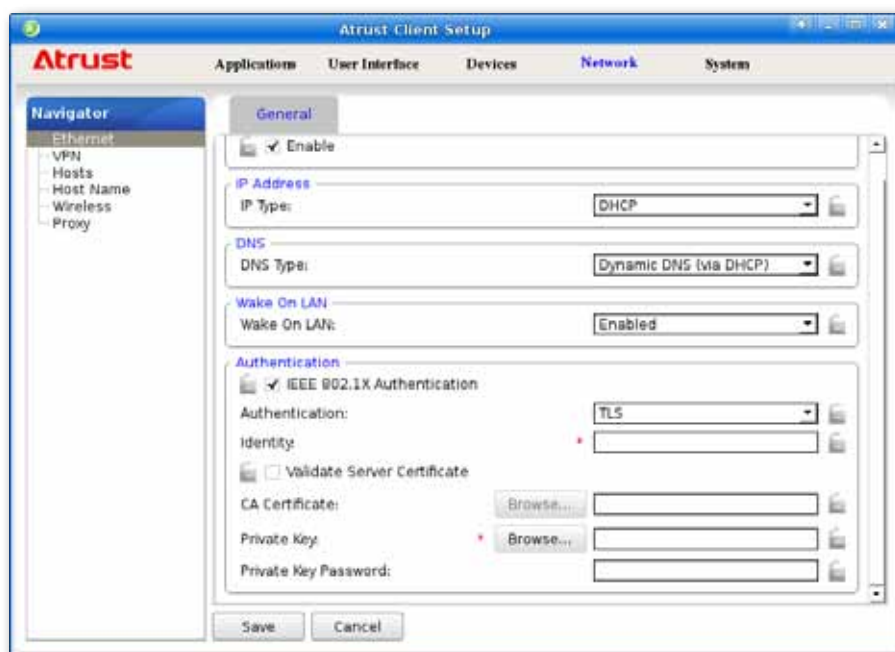 Atrust Client Setup
Atrust
Applications User Interface Devices Network System
Navigator
Ethernet
VPN
Hosts
Host Name
Wireless
Proxy
General
Enable
IP Address
IP Type: DHCP
DNS
DNS Type: Dynamic DNS (via DHCP)
Wake On LAN
Wake On LAN: Enabled
Authentication
IEEE 802.1X Authentication
Authentication: TLS
Identity: *
Validate Server Certificate
CA Certificate: Browse...
Private Key: * Browse...
Private Key Password:
Save Cancel